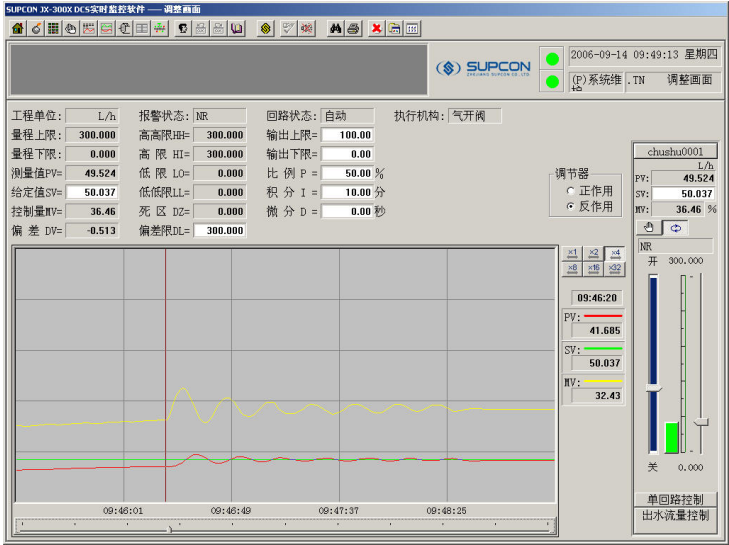 SUPCON JX-300X DCS实时监控软件 —— 调整画面
SUPCON
2006-09-14 09:49:13 星期四
(P)系统维护 .TN 调整画面
工程单位: L/h 报警状态: NR 回路状态: 自动 执行机构: 气开阀
量程上限: 300.000 高高限HH= 300.000 输出上限= 100.00
量程下限: 0.000 高 限 HI= 300.000 输出下限= 0.00
测量值PV= 49.524 低 限 LO= 0.000 比 例 P = 50.00 %
给定值SV= 50.037 低低限LL= 0.000 积 分 I = 10.00 分
控制量MV= 36.46 死 区 DZ= 0.000 微 分 D = 0.00 秒
偏 差 DV= -0.513 偏差限DL= 300.000
调节器
正作用
反作用
chushu0001
L/h
PV: 49.524
SV: 50.037
MV: 36.46 %
NR
开 300.000
关 0.000
单回路控制
出水流量控制
×1 ×2 ×4
×8 ×16 ×32
09:46:20
PV:
41.685
SV:
50.037
MV:
32.43
09:46:01 09:46:49 09:47:37 09:48:25